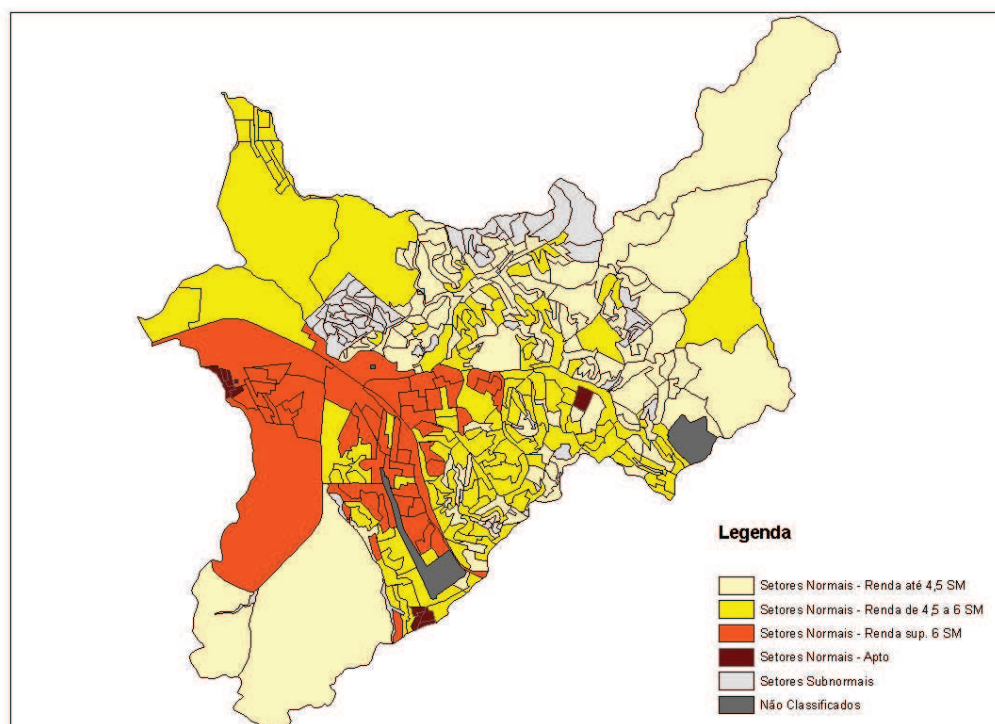 Legenda
Setores Normais - Renda até 4,5 SM
Setores Normais - Renda de 4,5 a 6 SM
Setores Normais - Renda sup. 6 SM
Setores Normais - Apto
Setores Subnormais
Não Classificados